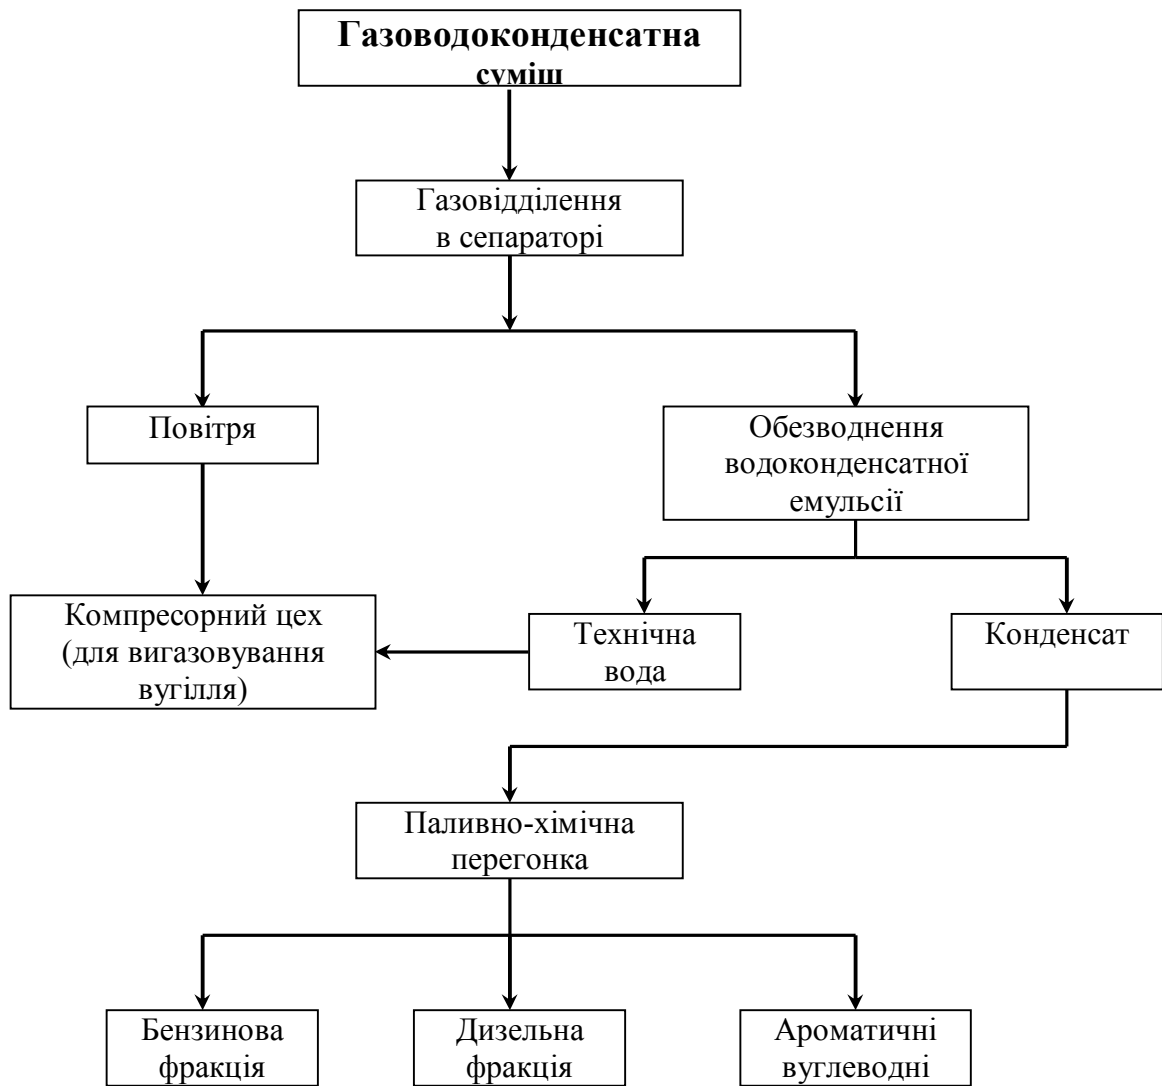 Газоводоконденсатна
суміш
Газовідділення
в сепараторі
Повітря
Обезводнення
водоконденсатної
емульсії
Компресорний цех
(для вигазовування
вугілля)
Технічна
вода
Конденсат
Паливно-хімічна
перегонка
Бензинова
фракція
Дизельна
фракція
Ароматичні
вуглеводні